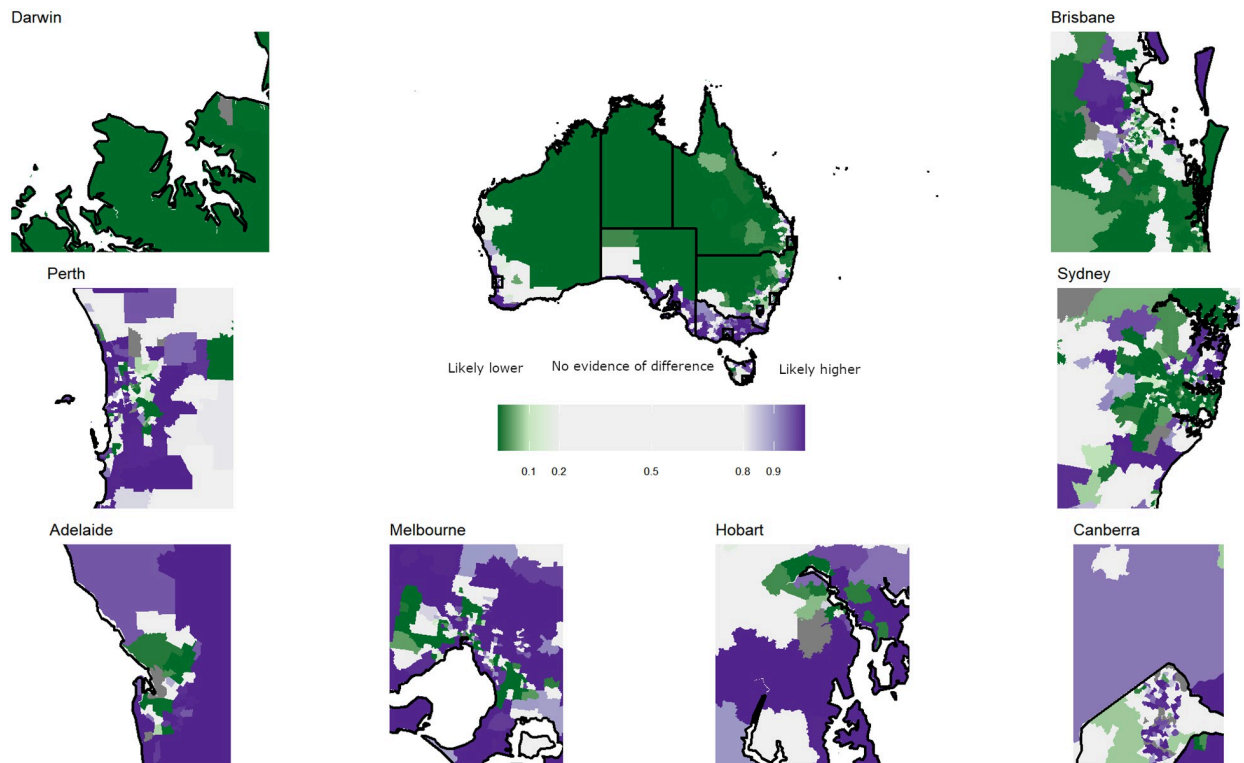 Darwin
Brisbane
Perth
Sydney
Likely lower
No evidence of difference
Likely higher
0.1
0.2
0.5
0.8
0.9
Adelaide
Melbourne
Hobart
Canberra